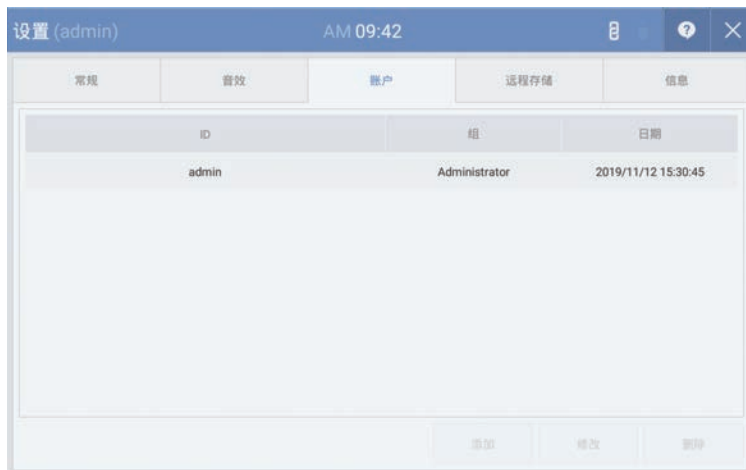 设置 (admin) AM 09:42
常规 音效 账户 远程存储 信息
ID 组 日期
admin Administrator 2019/11/12 15:30:45
添加 修改 删除